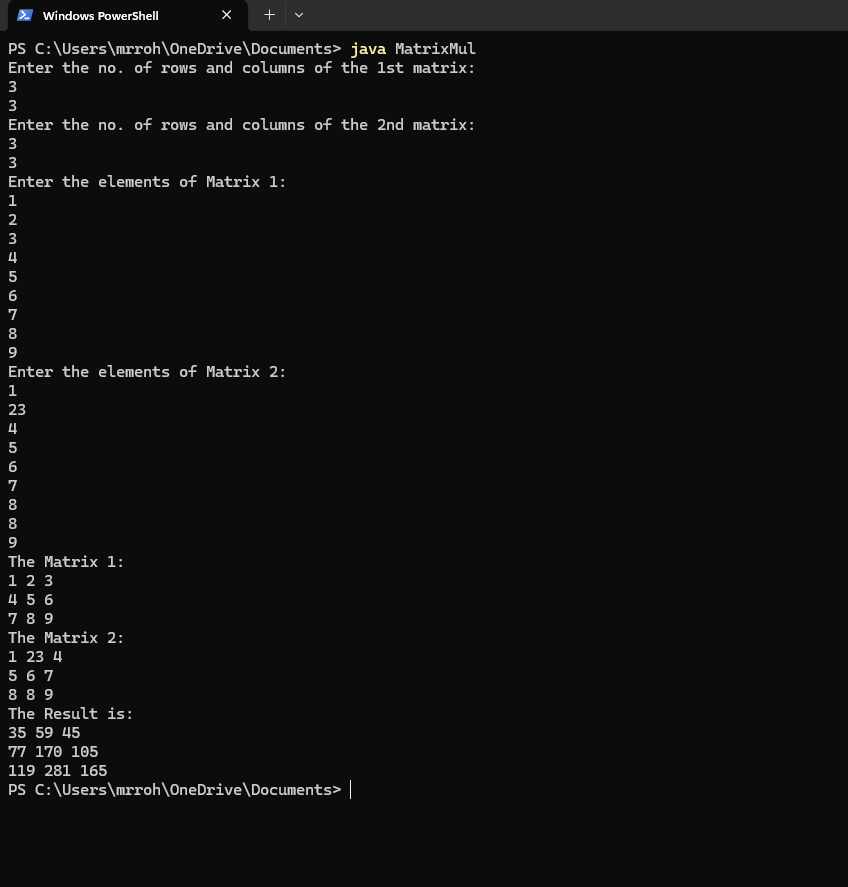 Windows PowerShell
PS C:\Users\mrroh\OneDrive\Documents> java MatrixMul
Enter the no. of rows and columns of the 1st matrix:
3
3
Enter the no. of rows and columns of the 2nd matrix:
3
3
Enter the elements of Matrix 1:
1
2
3
4
5
6
7
8
9
Enter the elements of Matrix 2:
1
23
4
5
6
7
8
8
9
The Matrix 1:
1 2 3
4 5 6
7 8 9
The Matrix 2:
1 23 4
5 6 7
8 8 9
The Result is:
35 59 45
77 170 105
119 281 165
PS C:\Users\mrroh\OneDrive\Documents>